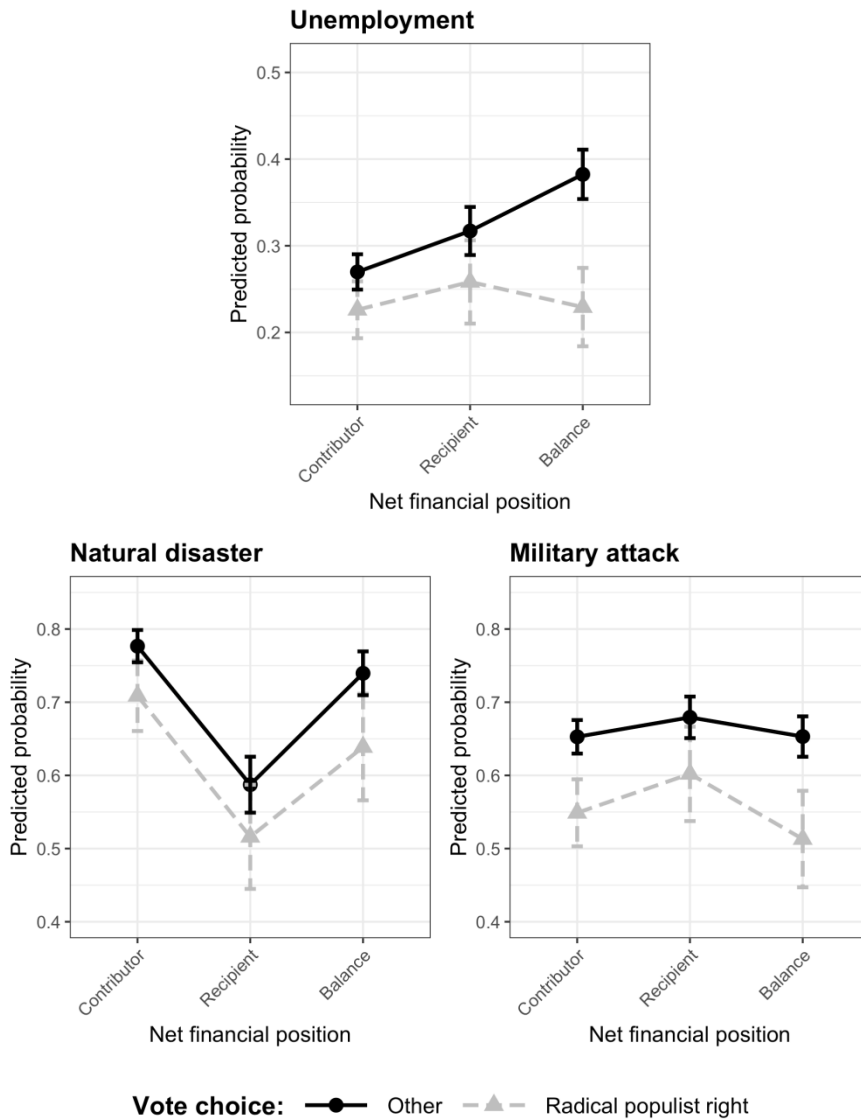 Unemployment
Predicted probability
0.5
0.4
0.3
0.2
Contributor
Recipient
Balance
Net financial position
Natural disaster
Predicted probability
0.8
0.7
0.6
0.5
0.4
Contributor
Recipient
Balance
Net financial position
Military attack
Predicted probability
0.8
0.7
0.6
0.5
0.4
Contributor
Recipient
Balance
Net financial position
Vote choice: Other Radical populist right